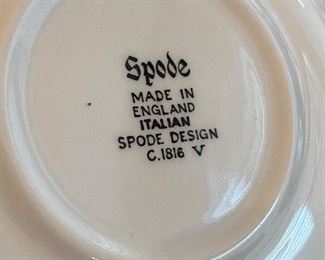 Spode
MADE IN
ENGLAND
ITALIAN
SPODE DESIGN
C.1816 V